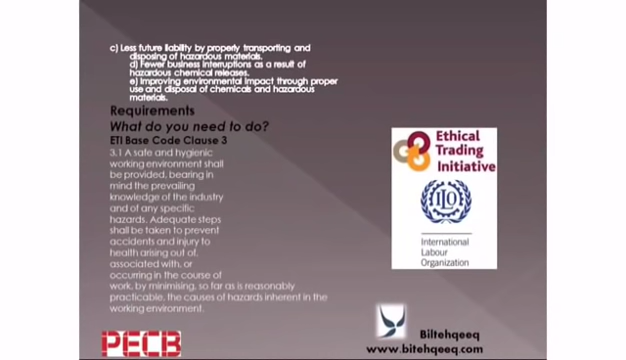 c) Less future liability by properly transporting and
disposing of hazardous materials.
d) Fewer business interruptions as a result of
hazardous chemical releases.
e) Improving environmental impact through proper
use and disposal of chemicals and hazardous
materials.
Requirements
What do you need to do?
ETI Base Code Clause 3
3.1 A safe and hygienic
working environment shall
be provided, bearing in
mind the prevailing
knowledge of the industry
and of any specific
hazards. Adequate steps
shall be taken to prevent
accidents and injury to
health arising out of,
associated with, or
occurring in the course of
work, by minimising, so far as is reasonably
practicable, the causes of hazards inherent in the
working environment.
Ethical
Trading
Initiative
ILO
International
Labour
Organization
PECB
Biltehqeeq
www.bitehqeeq.com